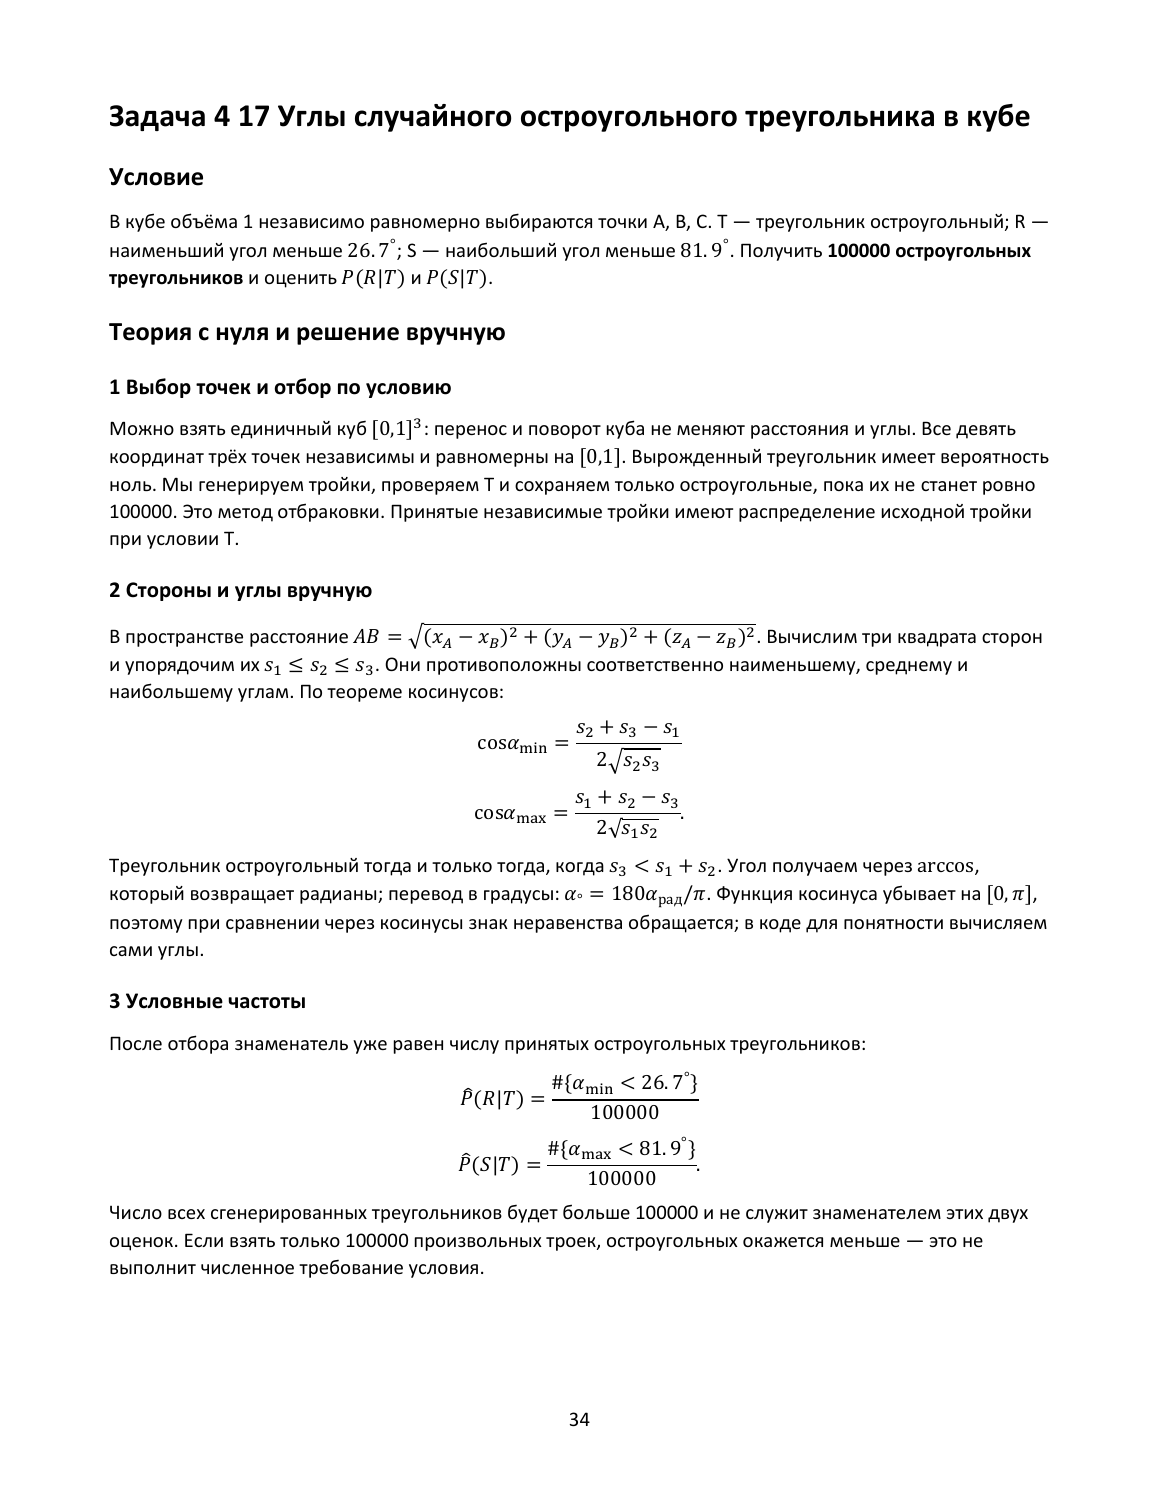 Задача 4 17 Углы случайного остроугольного треугольника в кубе
Условие
В кубе объёма 1 независимо равномерно выбираются точки A, B, C. T — треугольник остроугольный; R —
наименьший угол меньше 26.7°; S — наибольший угол меньше 81.9°. Получить 100000 остроугольных
треугольников и оценить P(R|T) и P(S|T).
Теория с нуля и решение вручную
1 Выбор точек и отбор по условию
Можно взять единичный куб [0,1]³: перенос и поворот куба не меняют расстояния и углы. Все девять
координат трёх точек независимы и равномерны на [0,1]. Вырожденный треугольник имеет вероятность
ноль. Мы генерируем тройки, проверяем T и сохраняем только остроугольные, пока их не станет ровно
100000. Это метод отбраковки. Принятые независимые тройки имеют распределение исходной тройки
при условии T.
2 Стороны и углы вручную
В пространстве расстояние AB = √((x_A − x_B)² + (y_A − y_B)² + (z_A − z_B)²). Вычислим три квадрата сторон
и упорядочим их s₁ ≤ s₂ ≤ s₃. Они противоположны соответственно наименьшему, среднему и
наибольшему углам. По теореме косинусов:
cosα_min = (s₂ + s₃ − s₁) / (2√(s₂s₃))
cosα_max = (s₁ + s₂ − s₃) / (2√(s₁s₂)).
Треугольник остроугольный тогда и только тогда, когда s₃ < s₁ + s₂. Угол получаем через arccos,
который возвращает радианы; перевод в градусы: α∘ = 180α_рад/π. Функция косинуса убывает на [0, π],
поэтому при сравнении через косинусы знак неравенства обращается; в коде для понятности вычисляем
сами углы.
3 Условные частоты
После отбора знаменатель уже равен числу принятых остроугольных треугольников:
P̂(R|T) = #{α_min < 26.7°} / 100000
P̂(S|T) = #{α_max < 81.9°} / 100000.
Число всех сгенерированных треугольников будет больше 100000 и не служит знаменателем этих двух
оценок. Если взять только 100000 произвольных троек, остроугольных окажется меньше — это не
выполнит численное требование условия.
34